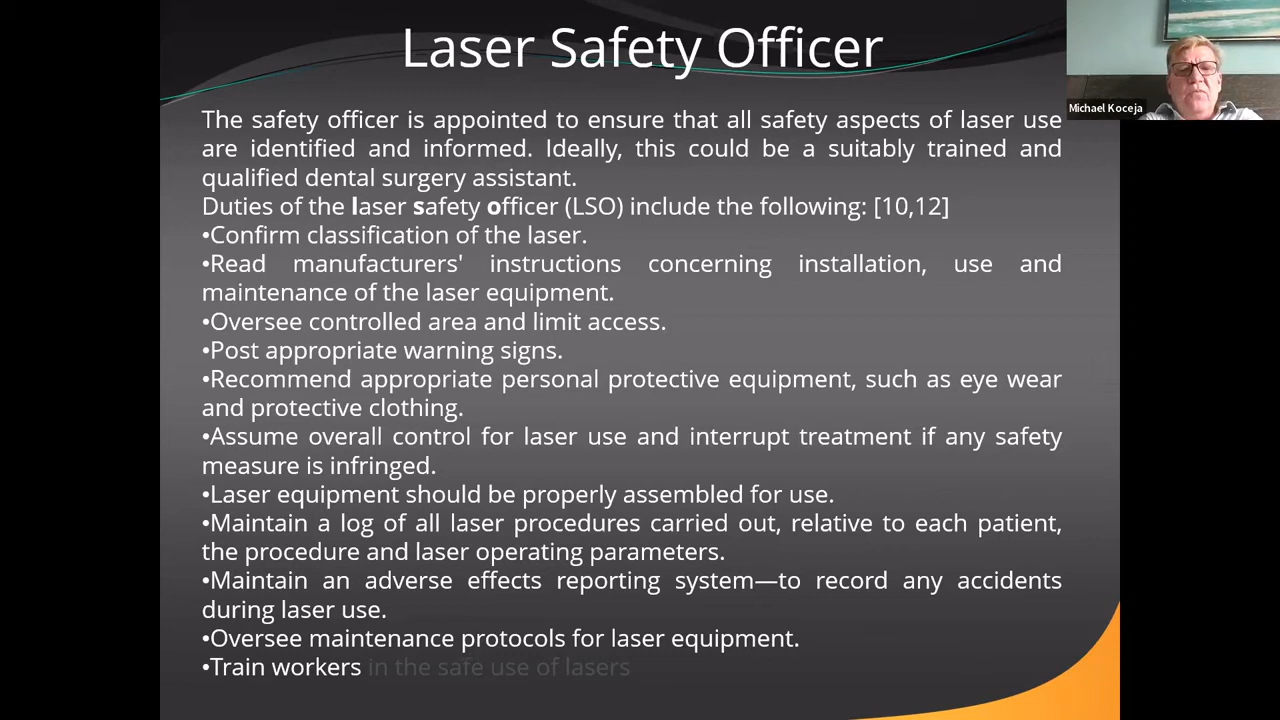 Laser Safety Officer
Michael Koceja
The safety officer is appointed to ensure that all safety aspects of laser use
are identified and informed. Ideally, this could be a suitably trained and
qualified dental surgery assistant.
Duties of the laser safety officer (LSO) include the following: [10,12]
•Confirm classification of the laser.
•Read manufacturers' instructions concerning installation, use and
maintenance of the laser equipment.
•Oversee controlled area and limit access.
•Post appropriate warning signs.
•Recommend appropriate personal protective equipment, such as eye wear
and protective clothing.
•Assume overall control for laser use and interrupt treatment if any safety
measure is infringed.
•Laser equipment should be properly assembled for use.
•Maintain a log of all laser procedures carried out, relative to each patient,
the procedure and laser operating parameters.
•Maintain an adverse effects reporting system—to record any accidents
during laser use.
•Oversee maintenance protocols for laser equipment.
•Train workers in the safe use of lasers